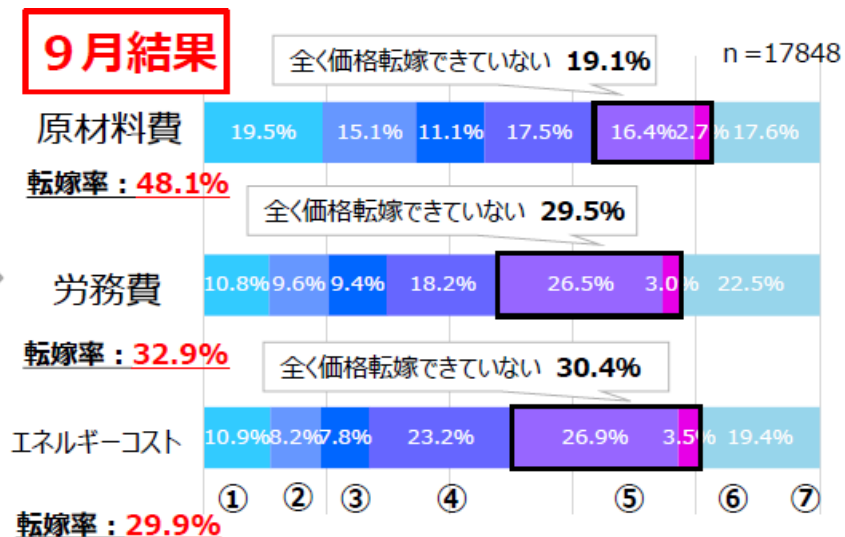 9月結果
全く価格転嫁できていない 19.1%
n=17848
原材料費
19.5% 15.1% 11.1% 17.5% 16.4% 2.7% 17.6%
転嫁率：48.1%
全く価格転嫁できていない 29.5%
労務費
10.8% 9.6% 9.4% 18.2% 26.5% 3.0% 22.5%
転嫁率：32.9%
全く価格転嫁できていない 30.4%
エネルギーコスト
10.9% 8.2% 7.8% 23.2% 26.9% 3.5% 19.4%
① ② ③ ④ ⑤ ⑥ ⑦
転嫁率：29.9%